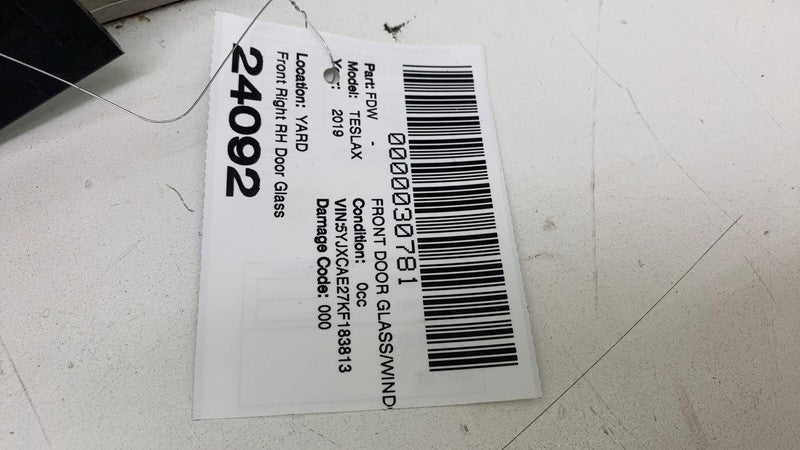 0000030781
Part: FDW - FRONT DOOR GLASS/WIND
Model: TESLAX Condition: 0cc
Year: 2019 VIN:5YJXCAE27KF183813
Damage Code: 000
Location: YARD
Front Right RH Door Glass
24092